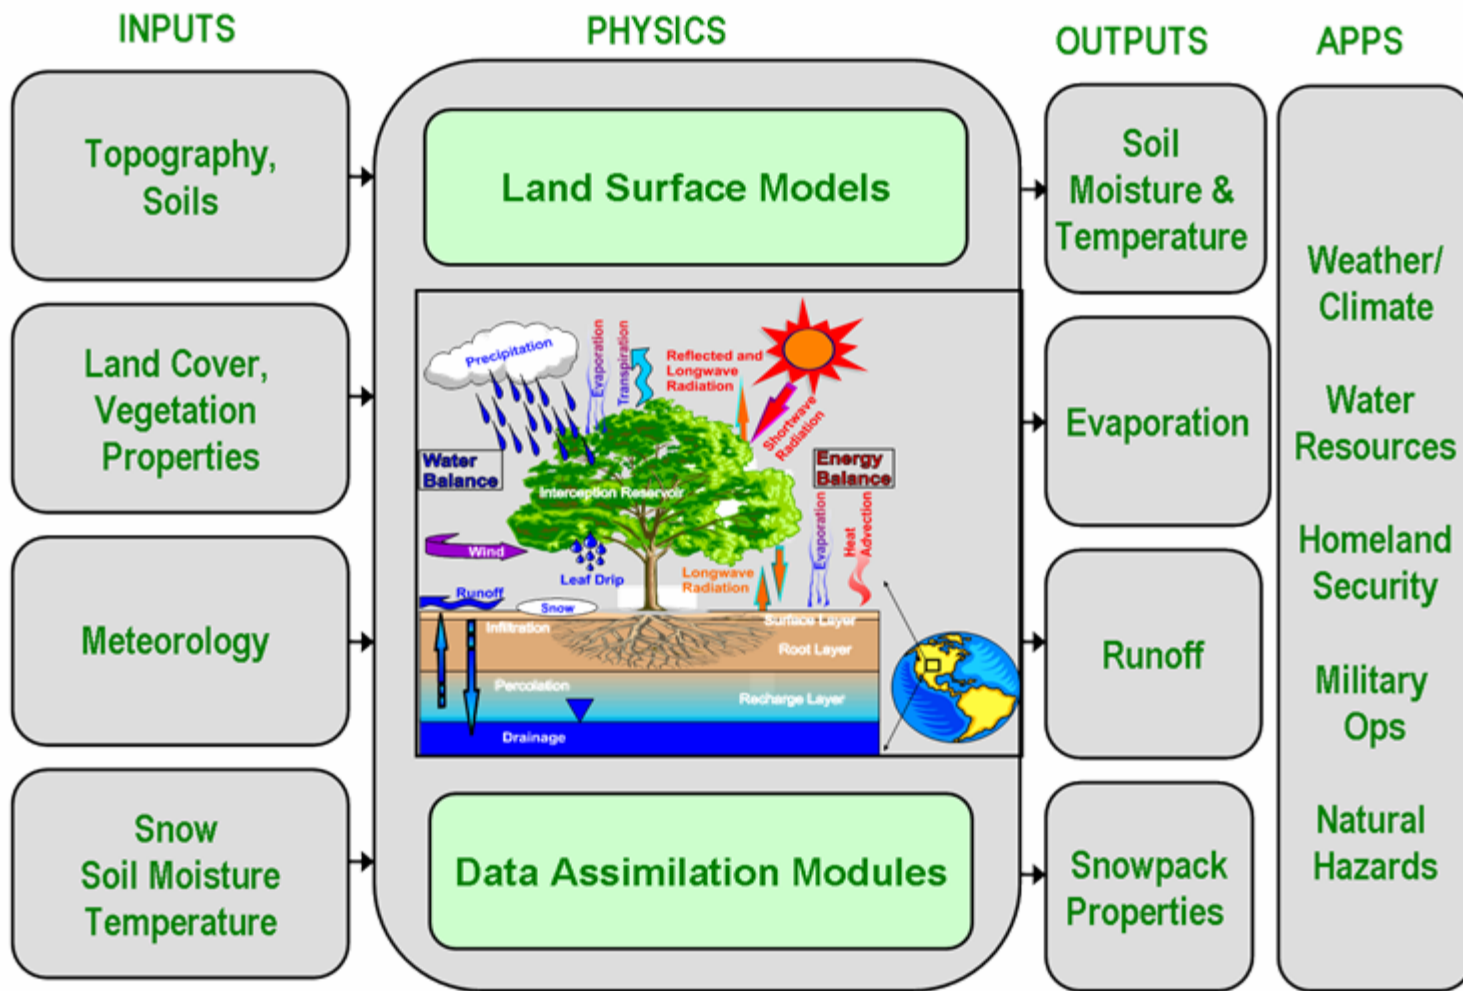 INPUTS
PHYSICS
OUTPUTS
APPS
Topography,
Soils
Land Cover,
Vegetation
Properties
Meteorology
Snow
Soil Moisture
Temperature
Land Surface Models
Precipitation
Evaporation
Transpiration
Reflected and
Longwave
Radiation
Shortwave
Radiation
Water
Balance
Energy
Balance
Interception Reservoir
Wind
Leaf Drip
Longwave
Radiation
Evaporation
Heat
Advection
Runoff
Snow
Infiltration
Surface Layer
Root Layer
Percolation
Recharge Layer
Drainage
Data Assimilation Modules
Soil
Moisture &
Temperature
Evaporation
Runoff
Snowpack
Properties
Weather/
Climate
Water
Resources
Homeland
Security
Military
Ops
Natural
Hazards